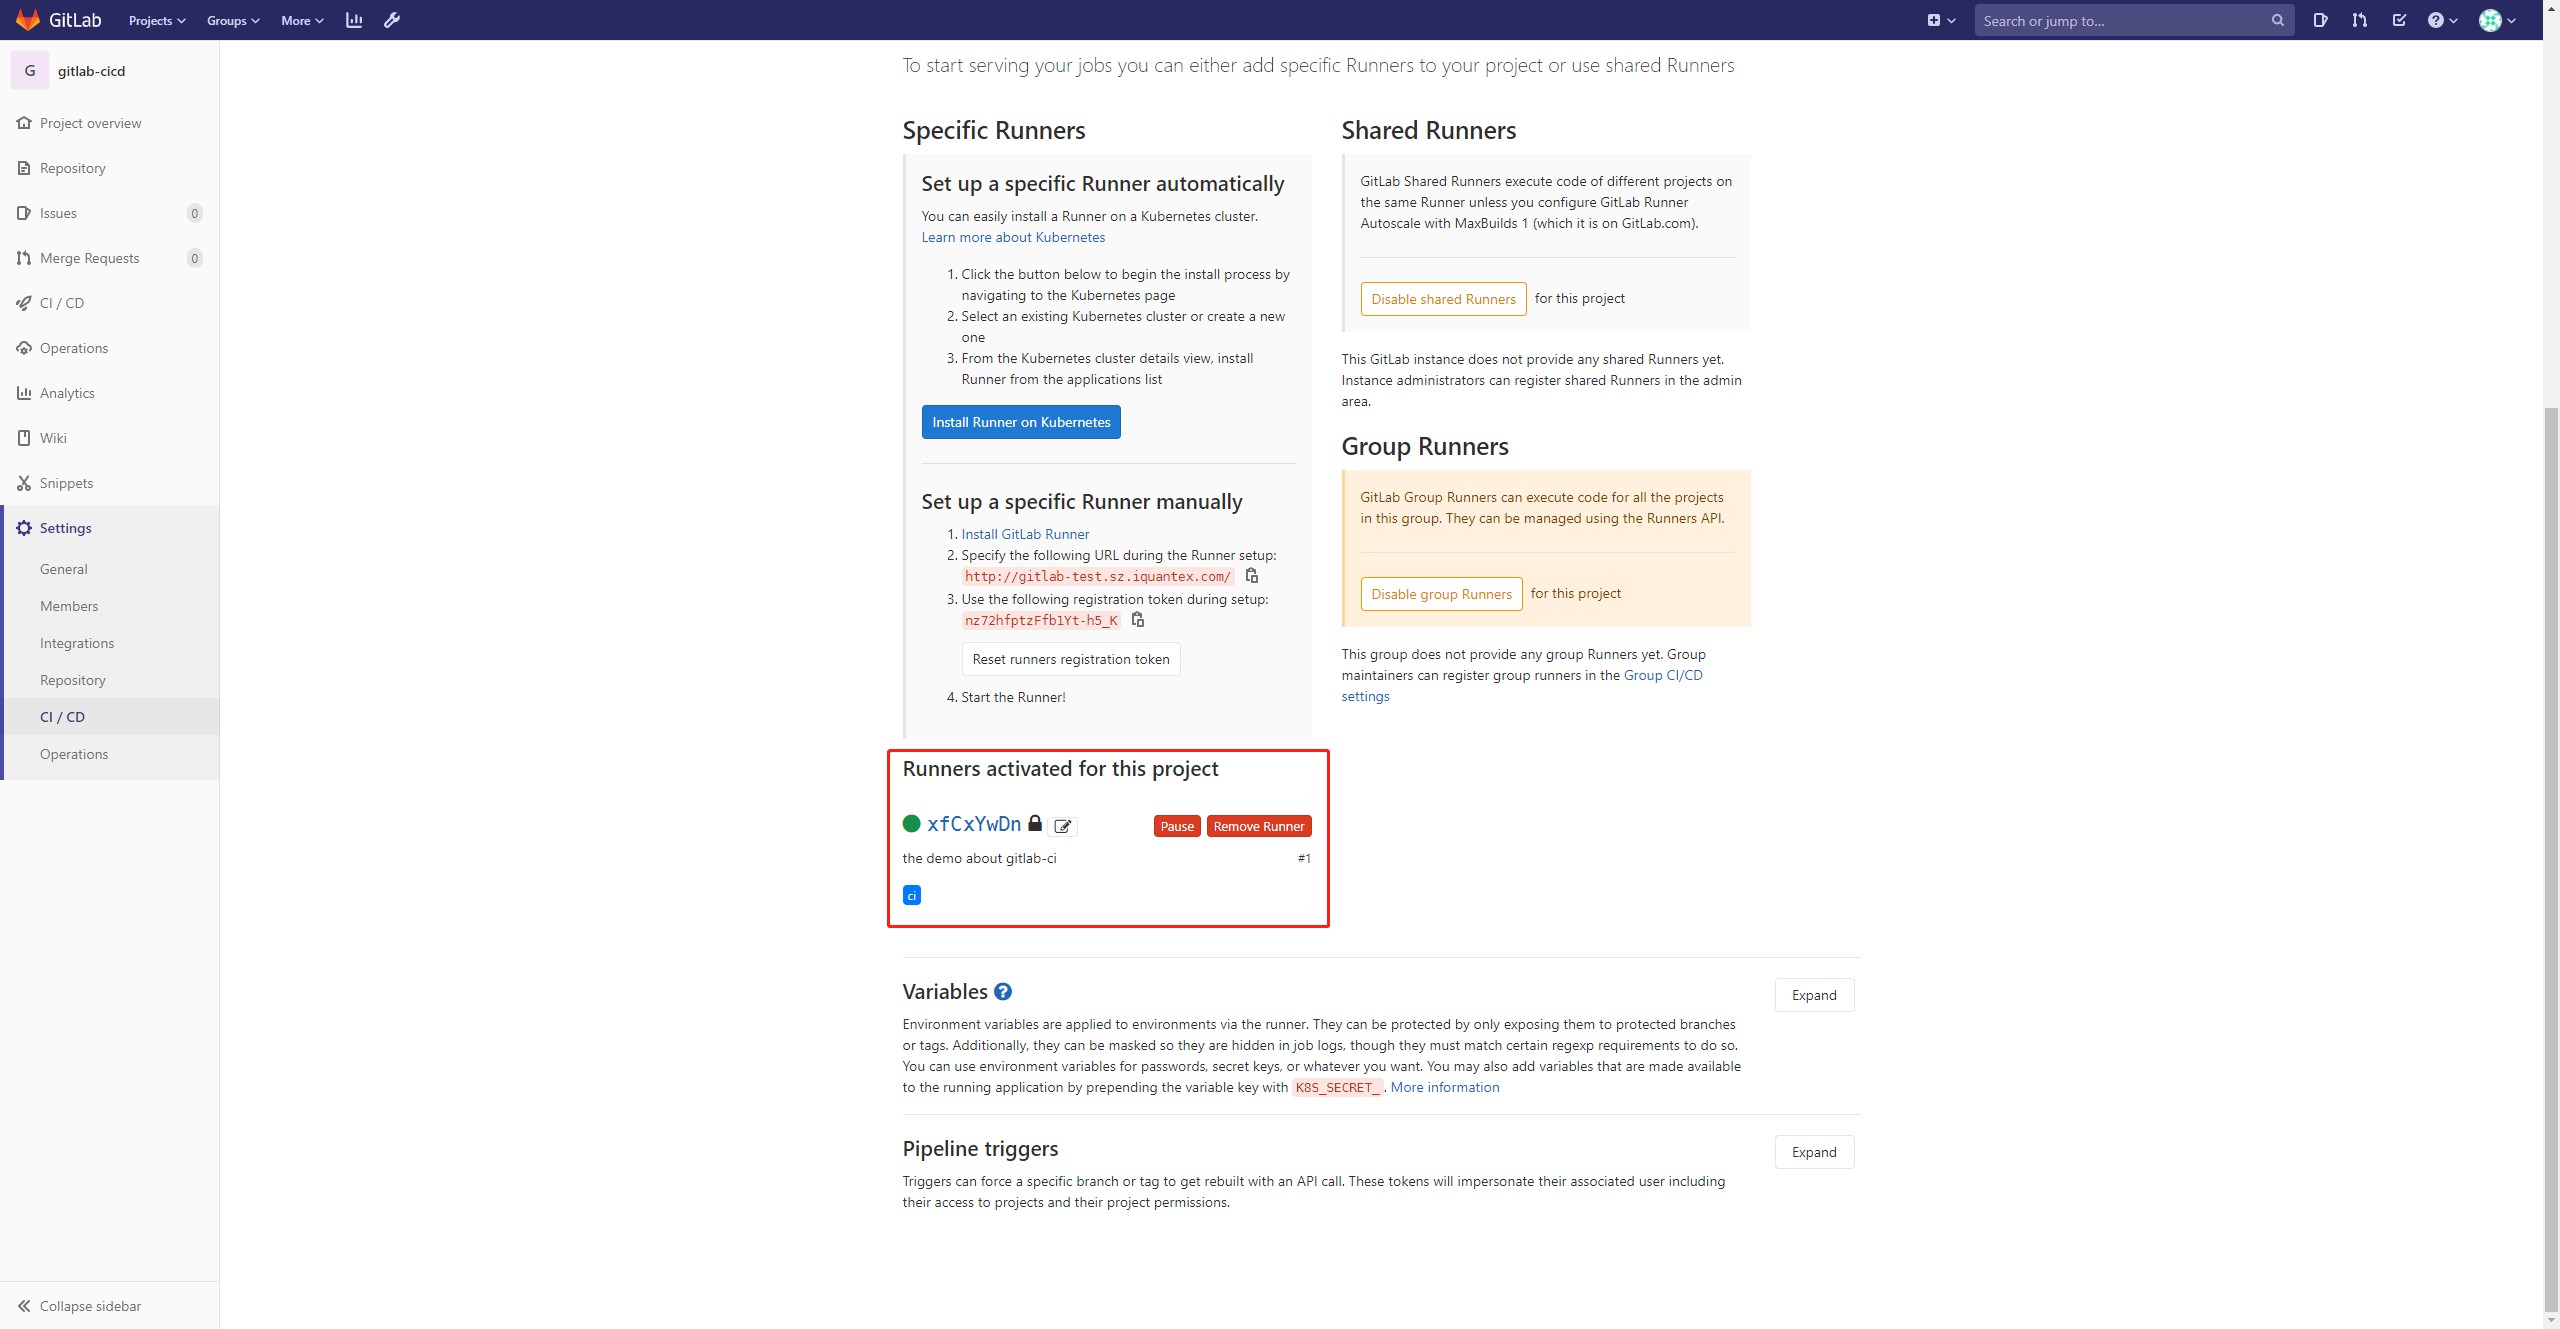 GitLab Projects Groups More Search or jump to...
G gitlab-cicd
Project overview
Repository
Issues 0
Merge Requests 0
CI / CD
Operations
Analytics
Wiki
Snippets
Settings
General
Members
Integrations
Repository
CI / CD
Operations
Collapse sidebar
To start serving your jobs you can either add specific Runners to your project or use shared Runners
Specific Runners
Set up a specific Runner automatically
You can easily install a Runner on a Kubernetes cluster.
Learn more about Kubernetes
1. Click the button below to begin the install process by
navigating to the Kubernetes page
2. Select an existing Kubernetes cluster or create a new
one
3. From the Kubernetes cluster details view, install
Runner from the applications list
Install Runner on Kubernetes
Set up a specific Runner manually
1. Install GitLab Runner
2. Specify the following URL during the Runner setup:
http://gitlab-test.sz.iquantex.com/
3. Use the following registration token during setup:
nz72hfptzFfb1Yt-h5_K
Reset runners registration token
4. Start the Runner!
Shared Runners
GitLab Shared Runners execute code of different projects on
the same Runner unless you configure GitLab Runner
Autoscale with MaxBuilds 1 (which it is on GitLab.com).
Disable shared Runners for this project
This GitLab instance does not provide any shared Runners yet.
Instance administrators can register shared Runners in the admin
area.
Group Runners
GitLab Group Runners can execute code for all the projects
in this group. They can be managed using the Runners API.
Disable group Runners for this project
This group does not provide any group Runners yet. Group
maintainers can register group runners in the Group CI/CD
settings
Runners activated for this project
xfCxYwDn Pause Remove Runner
the demo about gitlab-ci #1
ci
Variables Expand
Environment variables are applied to environments via the runner. They can be protected by only exposing them to protected branches
or tags. Additionally, they can be masked so they are hidden in job logs, though they must match certain regexp requirements to do so.
You can use environment variables for passwords, secret keys, or whatever you want. You may also add variables that are made available
to the running application by prepending the variable key with K8S_SECRET_. More information
Pipeline triggers Expand
Triggers can force a specific branch or tag to get rebuilt with an API call. These tokens will impersonate their associated user including
their access to projects and their project permissions.